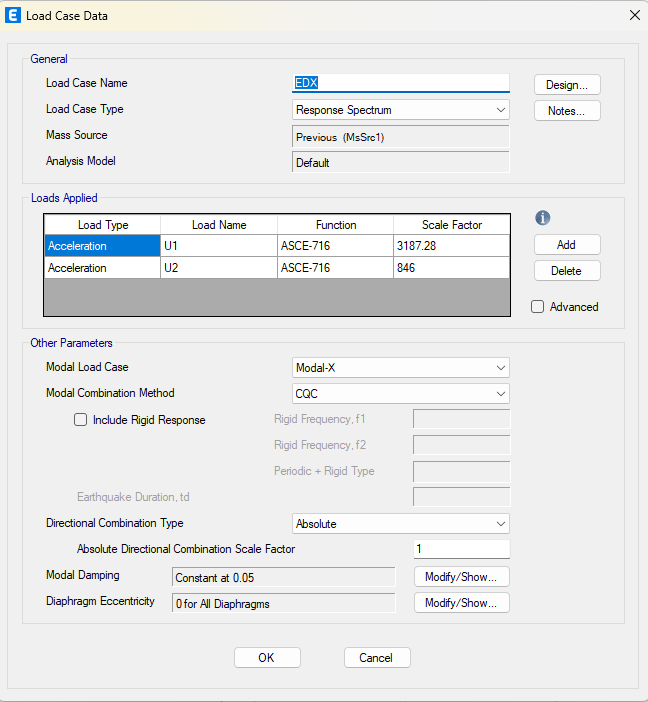 E Load Case Data
General
Load Case Name EDX Design...
Load Case Type Response Spectrum Notes...
Mass Source Previous (MsSrc1)
Analysis Model Default
Loads Applied
Load Type Load Name Function Scale Factor
Acceleration U1 ASCE-716 3187.28 Add
Acceleration U2 ASCE-716 846 Delete
Advanced
Other Parameters
Modal Load Case Modal-X
Modal Combination Method CQC
Include Rigid Response Rigid Frequency, f1
Rigid Frequency, f2
Periodic + Rigid Type
Earthquake Duration, td
Directional Combination Type Absolute
Absolute Directional Combination Scale Factor 1
Modal Damping Constant at 0.05 Modify/Show...
Diaphragm Eccentricity 0 for All Diaphragms Modify/Show...
OK Cancel